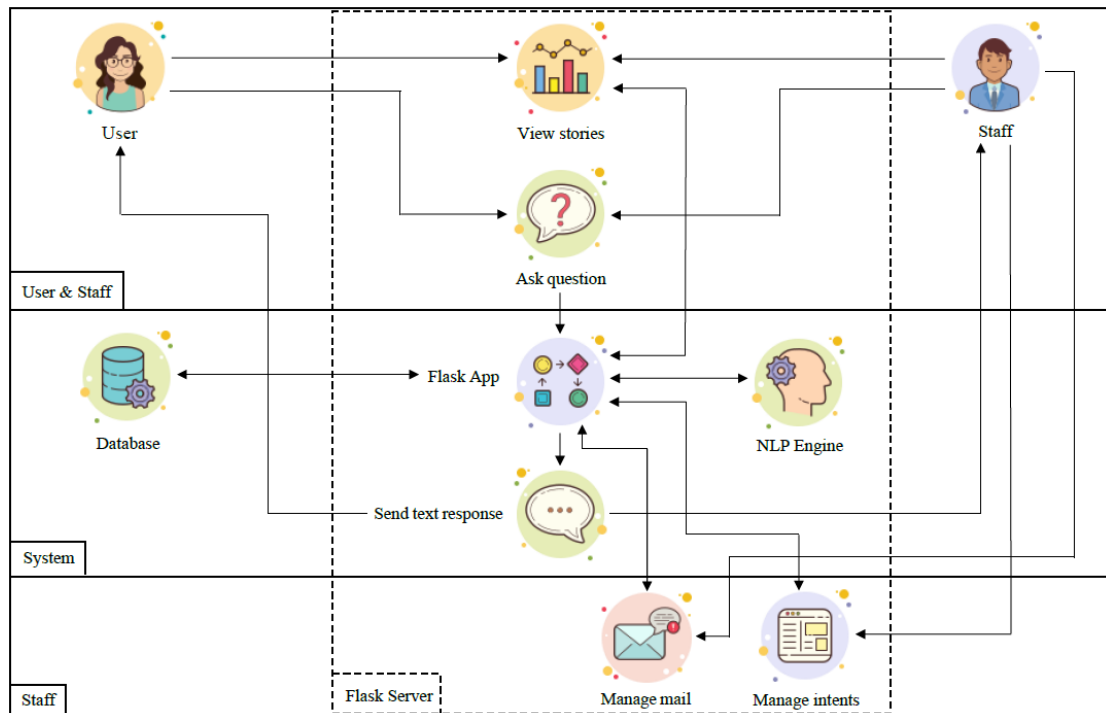 User
View stories
Staff
Ask question
User & Staff
Flask App
Database
NLP Engine
Send text response
System
Manage mail
Manage intents
Staff
Flask Server